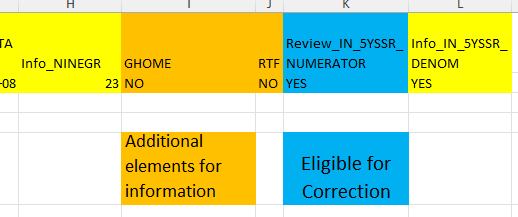 H I J K L
TA Info_NINEGR GHOME RTF Review_IN_5YSSR_ Info_IN_5YSSR_
NUMERATOR DENOM
-08 23 NO NO YES YES
Additional
elements for
information
Eligible for
Correction